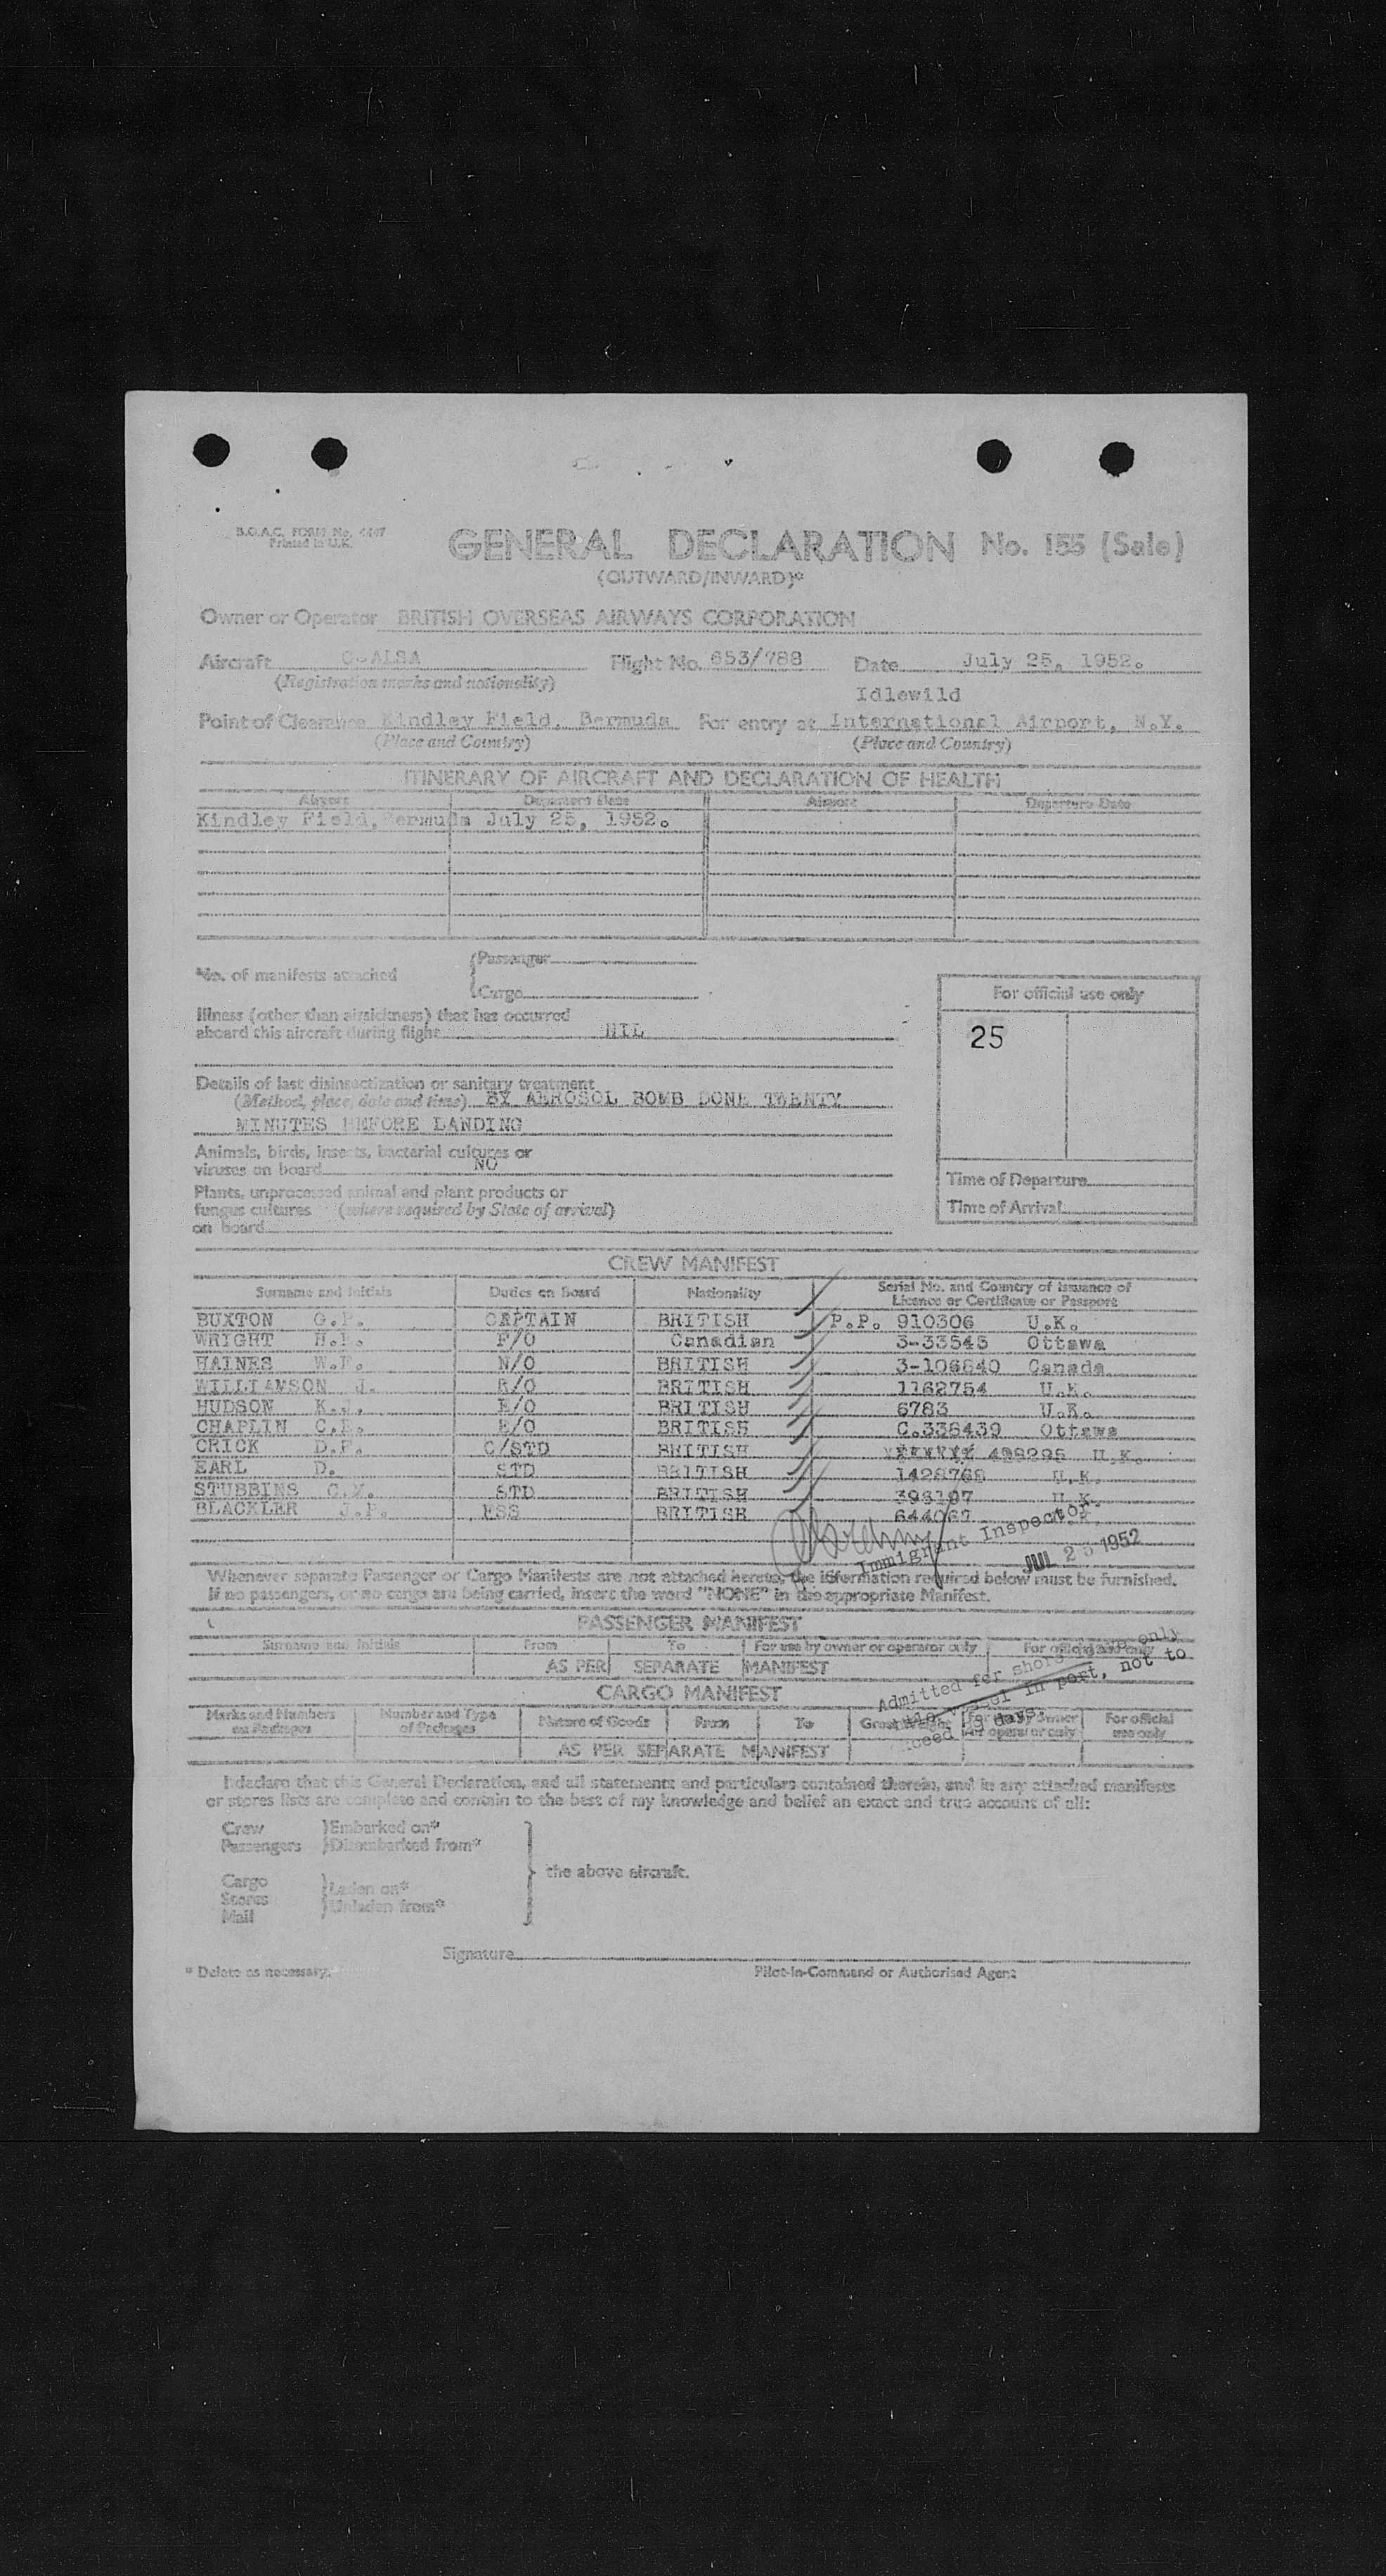 B.O.A.C. FORM No. 4447
Printed in U.K.
GENERAL DECLARATION No. 155 (Sale)
(OUTWARD/INWARD)*
Owner or Operator BRITISH OVERSEAS AIRWAYS CORPORATION
Aircraft G-ALSA Flight No. 653/788 Date July 25, 1952.
(Registration marks and nationality)
Idlewild
Point of Clearance Kindley Field, Bermuda For entry at International Airport, N.Y.
(Place and Country) (Place and Country)
ITINERARY OF AIRCRAFT AND DECLARATION OF HEALTH
Airport Departure Date Airport Departure Date
Kindley Field, Bermuda July 25, 1952.
*No. of manifests attached
Passenger
Cargo
For official use only
25
Illness (other than airsickness) that has occurred
aboard this aircraft during flight NIL
Details of last disinsectization or sanitary treatment
(Method, place, date and time) BY AEROSOL BOMB DONE TWENTY
MINUTES BEFORE LANDING
Animals, birds, insects, bacterial cultures or
viruses on board NO
Time of Departure
Plants, unprocessed animal and plant products or
fungus cultures (where required by State of arrival)
on board
Time of Arrival
CREW MANIFEST
Surname and Initials Duties on Board Nationality Serial No. and Country of Issuance of
Licence or Certificate or Passport
BUXTON G.P. CAPTAIN BRITISH P.P. 910306 U.K.
WRIGHT H.L. F/O Canadian 3-33545 Ottawa
HAINES W.F. N/O BRITISH 3-106840 Canada
WILLIAMSON J. R/O BRITISH 1162754 U.K.
HUDSON K.J. E/O BRITISH 6783 U.K.
CHAPLIN C.E. E/O BRITISH C.336439 Ottawa
CRICK D.P. C/STD BRITISH 498295 U.K.
EARL D. STD BRITISH 1428768 U.K.
STUBBINS G.Y. STD BRITISH 396197 U.K.
BLACKLER J.P. ESS BRITISH 644067
Immigrant Inspector
JUL 25 1952
Whenever separate Passenger or Cargo Manifests are not attached hereto, the information required below must be furnished.
If no passengers, or no cargo are being carried, insert the word "NONE" in the appropriate Manifest.
PASSENGER MANIFEST
Surname and Initials From To For use by owner or operator only For official use only
AS PER SEPARATE MANIFEST
Admitted for shore leave only
while vessel in port, not to
exceed 29 days.
CARGO MANIFEST
Marks and Numbers on Packages Number and Type of Packages Nature of Goods From To Gross Weight For use by owner or operator only For official use only
AS PER SEPARATE MANIFEST
I declare that this General Declaration, and all statements and particulars contained therein, and in any attached manifests
or stores lists are complete and contain to the best of my knowledge and belief an exact and true account of all:
Crew Embarked on*
Passengers Disembarked from*
the above aircraft.
Cargo
Stores
Mail
Laden on*
Unladen from*
Signature
* Delete as necessary. Pilot-in-Command or Authorised Agent